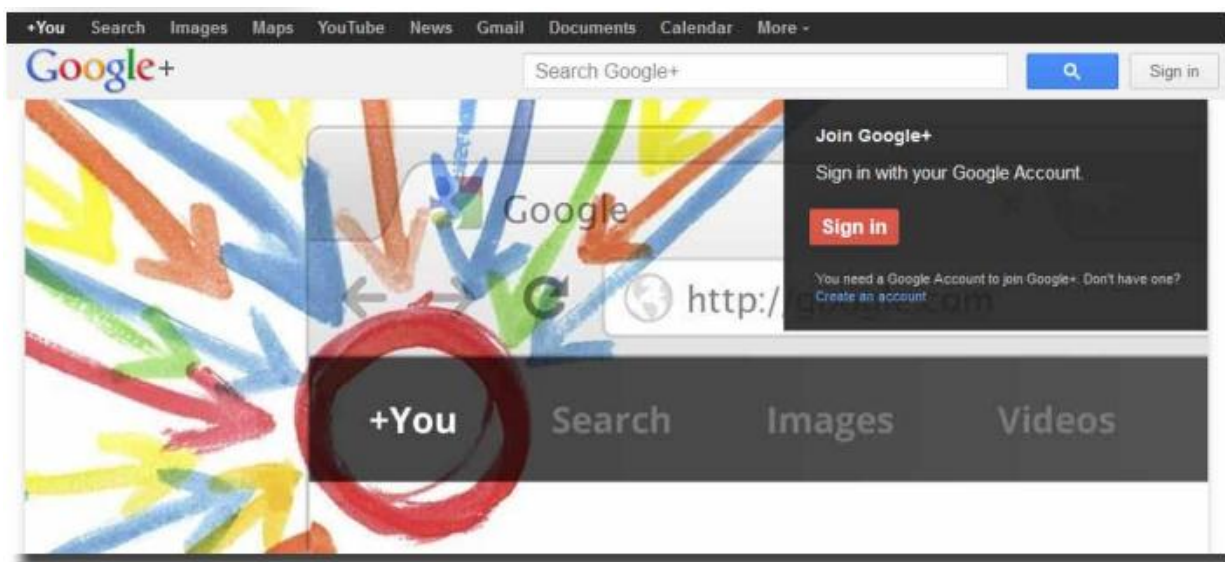 +You Search Images Maps YouTube News Gmail Documents Calendar More
Google+
Search Google+
Sign in
Join Google+
Sign in with your Google Account.
Sign in
You need a Google Account to join Google+. Don't have one?
Create an account
Google
http://google.com
+You Search Images Videos